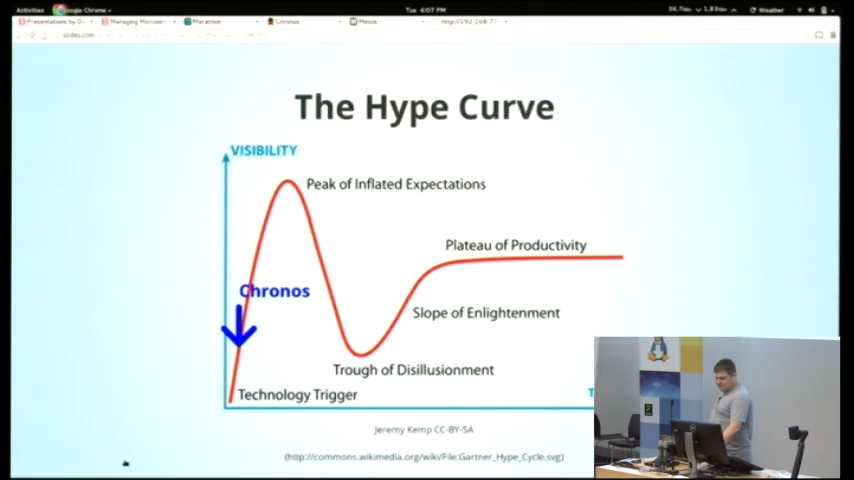 Activities Google Chrome Tue 4:07 PM Weather
Presentations by D Managing Microser Marathon Chronos Mesos http://192.168.7
slides.com
The Hype Curve
VISIBILITY
Peak of Inflated Expectations
Plateau of Productivity
Chronos
Slope of Enlightenment
Trough of Disillusionment
Technology Trigger
T
Jeremy Kemp CC-BY-SA
(http://commons.wikimedia.org/wiki/File:Gartner_Hype_Cycle.svg)